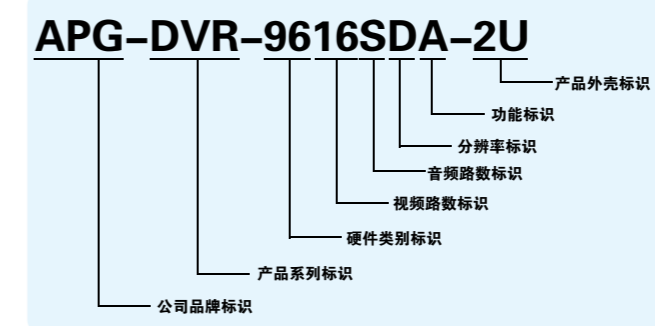 APG-DVR-9616SDA-2U
产品外壳标识
功能标识
分辨率标识
音频路数标识
视频路数标识
硬件类别标识
产品系列标识
公司品牌标识